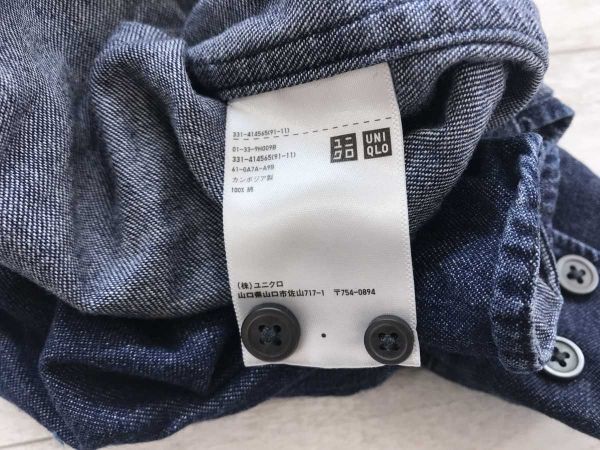 331-414565(91-11)
01-33-9H009B
331-414565(91-11)
61-0A7A-A9B
カンボジア製
100% 綿
ユニ
クロ
UNI
QLO
(株)ユニクロ
山口県山口市佐山717-1 〒754-0894